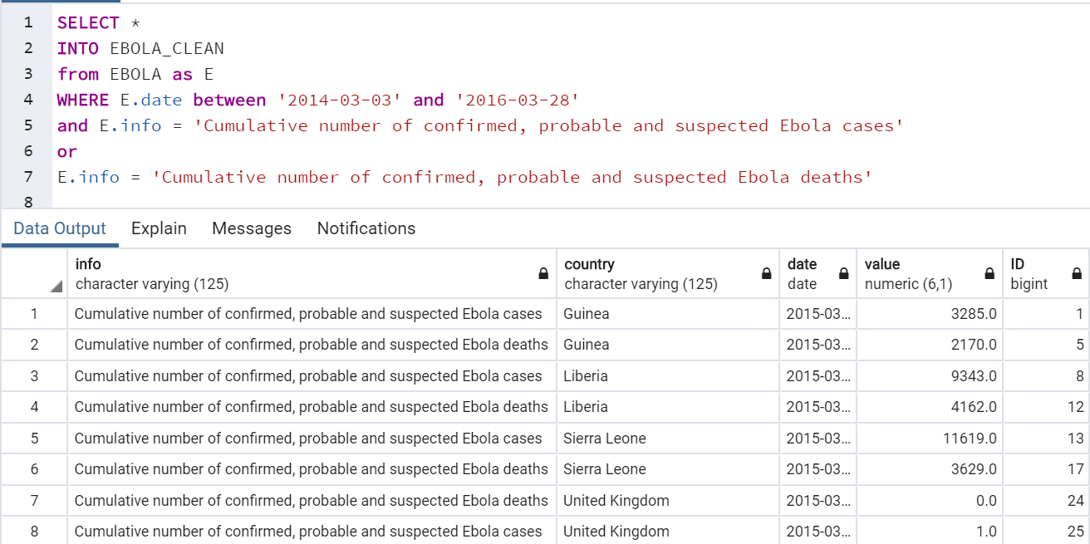 1 SELECT *
2 INTO EBOLA_CLEAN
3 from EBOLA as E
4 WHERE E.date between '2014-03-03' and '2016-03-28'
5 and E.info = 'Cumulative number of confirmed, probable and suspected Ebola cases'
6 or
7 E.info = 'Cumulative number of confirmed, probable and suspected Ebola deaths'
8
Data Output Explain Messages Notifications
info country date value ID
character varying (125) character varying (125) date numeric (6,1) bigint
1 Cumulative number of confirmed, probable and suspected Ebola cases Guinea 2015-03... 3285.0 1
2 Cumulative number of confirmed, probable and suspected Ebola deaths Guinea 2015-03... 2170.0 5
3 Cumulative number of confirmed, probable and suspected Ebola cases Liberia 2015-03... 9343.0 8
4 Cumulative number of confirmed, probable and suspected Ebola deaths Liberia 2015-03... 4162.0 12
5 Cumulative number of confirmed, probable and suspected Ebola cases Sierra Leone 2015-03... 11619.0 13
6 Cumulative number of confirmed, probable and suspected Ebola deaths Sierra Leone 2015-03... 3629.0 17
7 Cumulative number of confirmed, probable and suspected Ebola deaths United Kingdom 2015-03... 0.0 24
8 Cumulative number of confirmed, probable and suspected Ebola cases United Kingdom 2015-03... 1.0 25